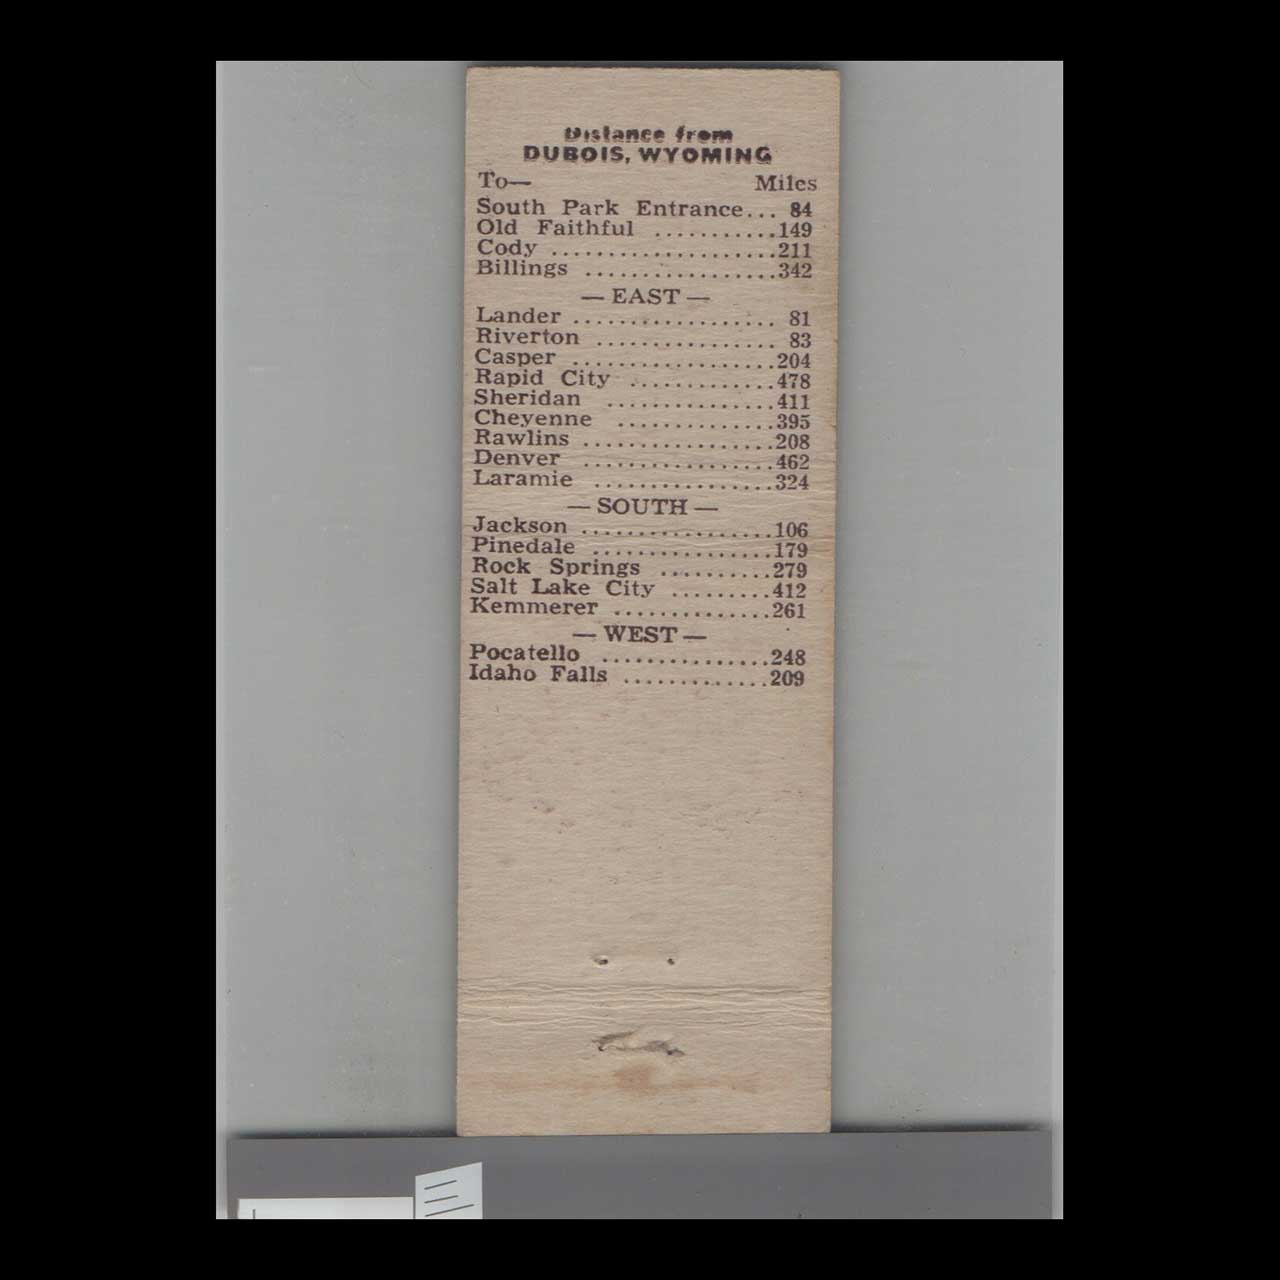 Distance from
DUBOIS, WYOMING
To— Miles
South Park Entrance... 84
Old Faithful ...........149
Cody ....................211
Billings .................342
— EAST —
Lander .................. 81
Riverton ................ 83
Casper ..................204
Rapid City .............478
Sheridan ...............411
Cheyenne ..............395
Rawlins .................208
Denver .................462
Laramie ................324
— SOUTH —
Jackson .................106
Pinedale ................179
Rock Springs ..........279
Salt Lake City .........412
Kemmerer ..............261
— WEST —
Pocatello ...............248
Idaho Falls .............209